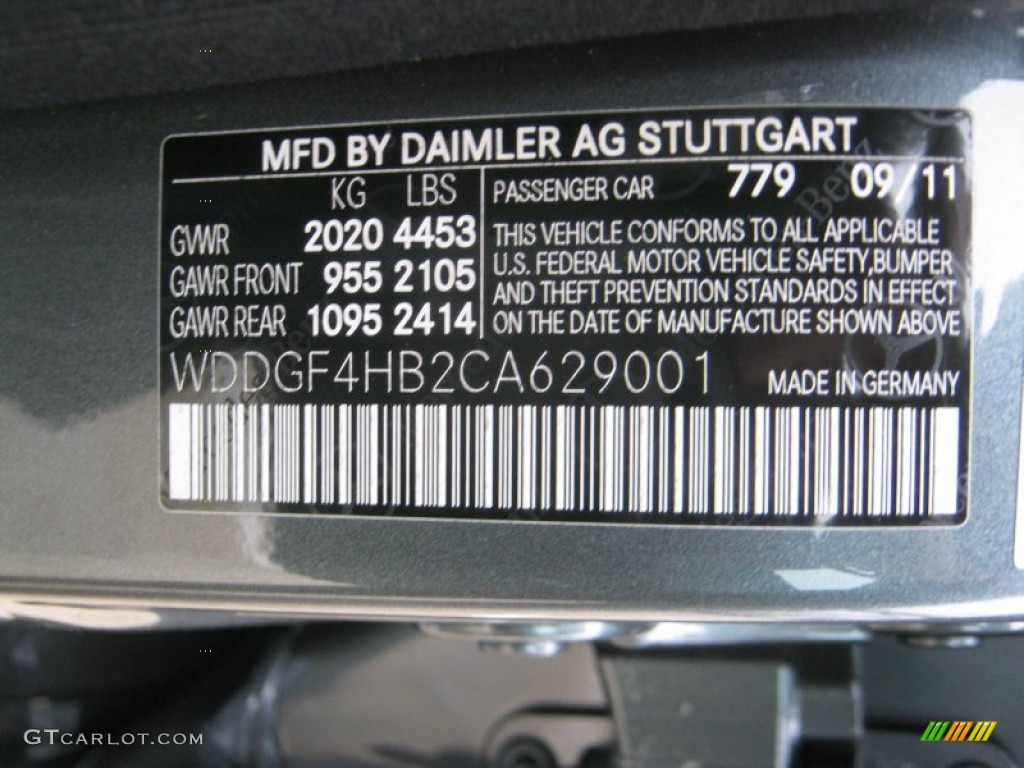 MFD BY DAIMLER AG STUTTGART
KG LBS
GVWR 2020 4453
GAWR FRONT 955 2105
GAWR REAR 1095 2414
PASSENGER CAR 779 09/11
THIS VEHICLE CONFORMS TO ALL APPLICABLE
U.S. FEDERAL MOTOR VEHICLE SAFETY,BUMPER
AND THEFT PREVENTION STANDARDS IN EFFECT
ON THE DATE OF MANUFACTURE SHOWN ABOVE
WDDGF4HB2CA629001
MADE IN GERMANY
GTCARLOT.COM